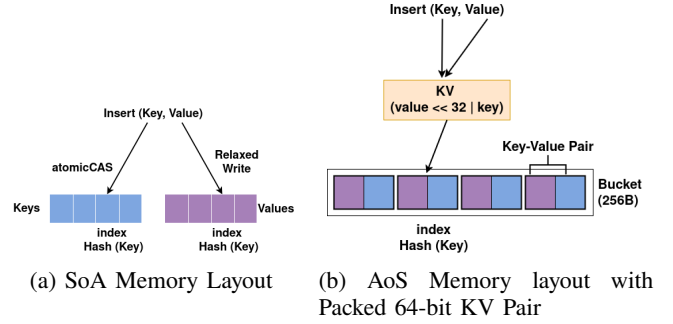 Insert (Key, Value)
atomicCAS
Relaxed
Write
Keys
Values
index
Hash (Key)
index
Hash (Key)
(a) SoA Memory Layout
Insert (Key, Value)
KV
(value << 32 | key)
Key-Value Pair
Bucket
(256B)
index
Hash (Key)
(b) AoS Memory layout with
Packed 64-bit KV Pair